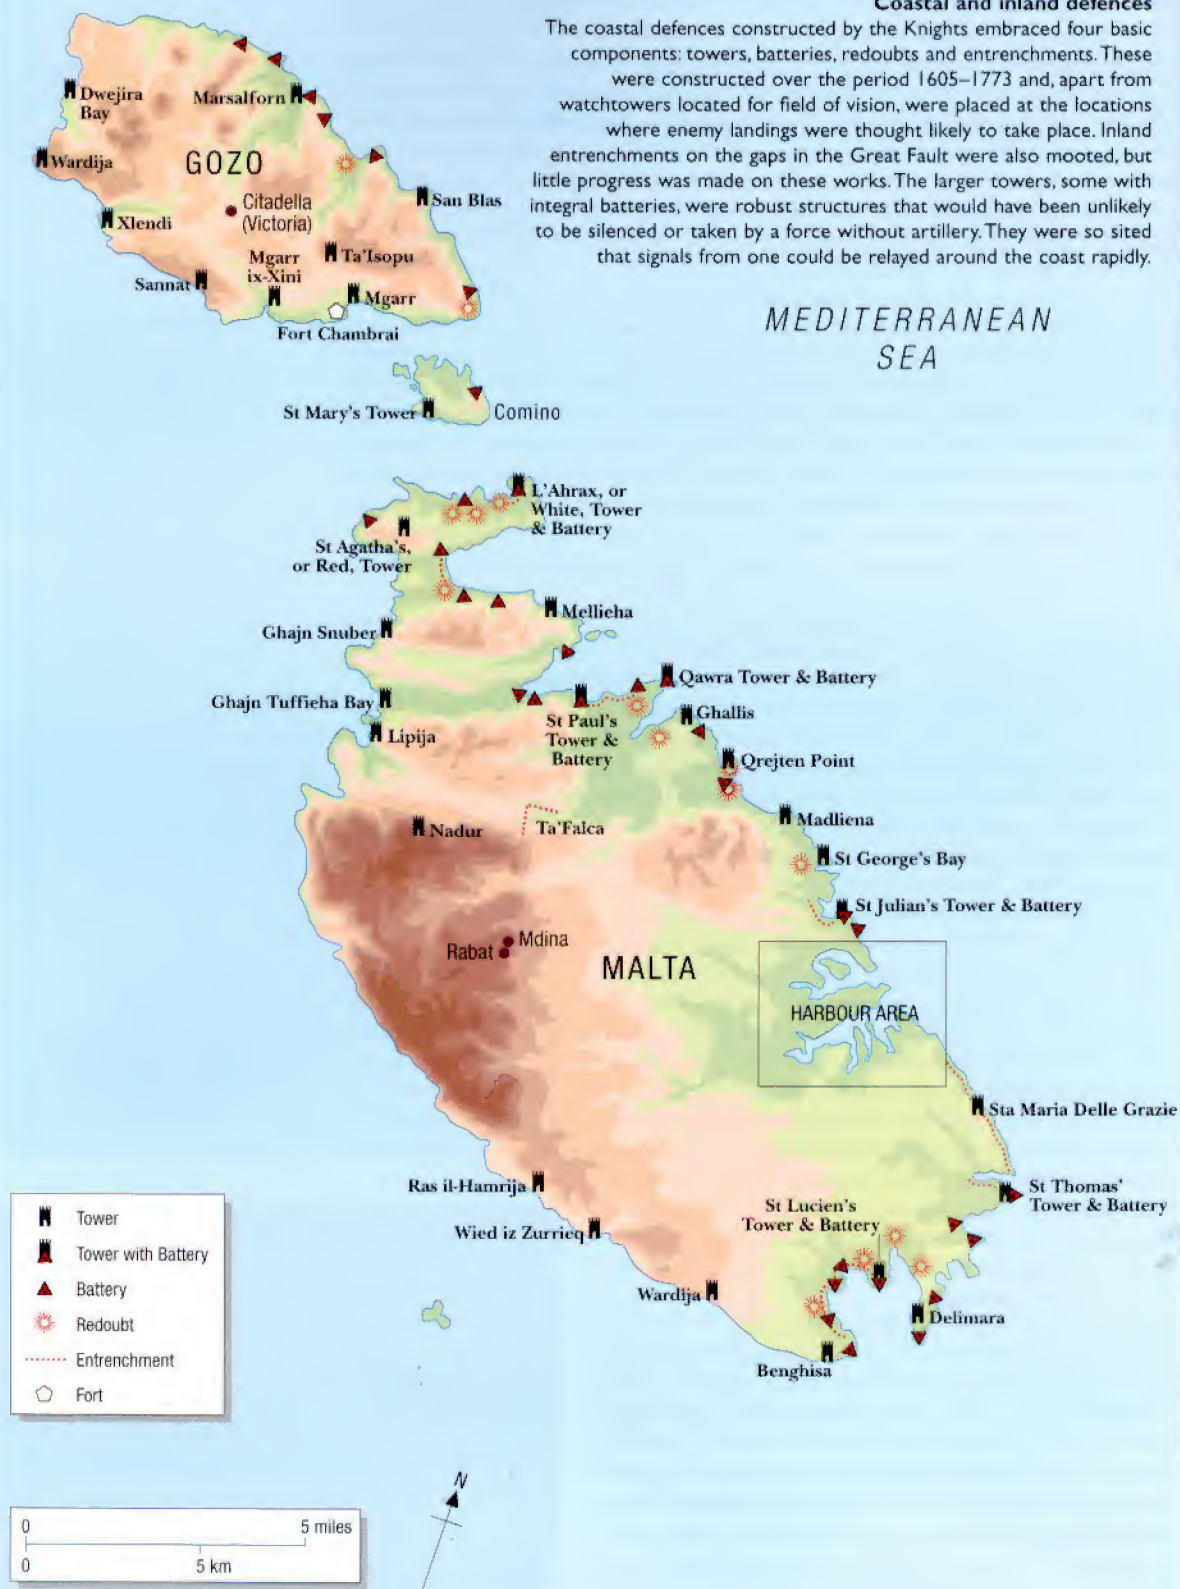 Coastal and inland defences
The coastal defences constructed by the Knights embraced four basic
components: towers, batteries, redoubts and entrenchments. These
were constructed over the period 1605–1773 and, apart from
watchtowers located for field of vision, were placed at the locations
where enemy landings were thought likely to take place. Inland
entrenchments on the gaps in the Great Fault were also mooted, but
little progress was made on these works. The larger towers, some with
integral batteries, were robust structures that would have been unlikely
to be silenced or taken by a force without artillery. They were so sited
that signals from one could be relayed around the coast rapidly.
MEDITERRANEAN
SEA
Dwejira
Bay
Marsalforn
Wardija
GOZO
Citadella
(Victoria)
San Blas
Xlendi
Ta'Isopu
Mgarr
ix-Xini
Sannat
Mgarr
Fort Chambrai
St Mary's Tower
Comino
L'Ahrax, or
White, Tower
& Battery
St Agatha's,
or Red, Tower
Mellieha
Ghajn Snuber
Qawra Tower & Battery
Ghajn Tuffieha Bay
Ghallis
St Paul's
Tower &
Battery
Lipija
Qrejten Point
Nadur
Ta'Falca
Madliena
St George's Bay
St Julian's Tower & Battery
Mdina
Rabat
MALTA
HARBOUR AREA
Sta Maria Delle Grazie
Ras il-Hamrija
St Thomas'
Tower & Battery
St Lucien's
Tower & Battery
Wied iz Zurrieq
Wardija
Delimara
Benghisa
Tower
Tower with Battery
Battery
Redoubt
Entrenchment
Fort
N
0 5 miles
0 5 km